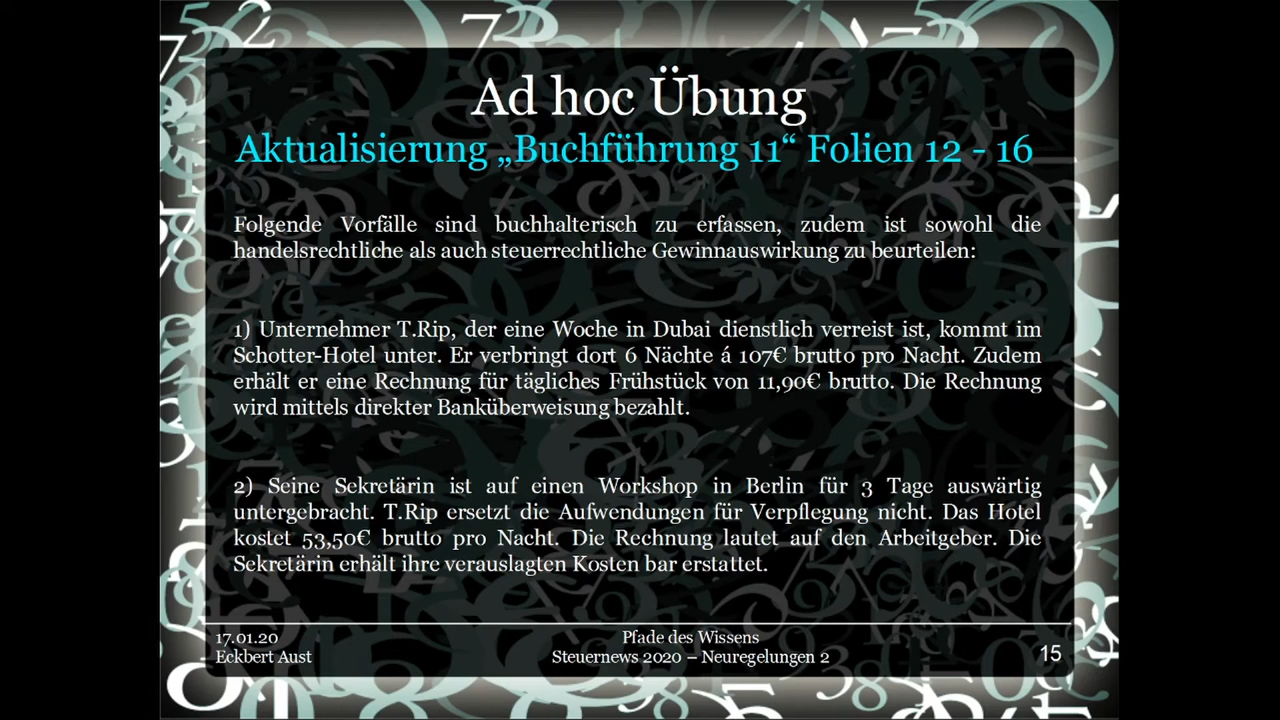 Ad hoc Übung
Aktualisierung „Buchführung 11“ Folien 12 - 16
Folgende Vorfälle sind buchhalterisch zu erfassen, zudem ist sowohl die
handelsrechtliche als auch steuerrechtliche Gewinnauswirkung zu beurteilen:
1) Unternehmer T.Rip, der eine Woche in Dubai dienstlich verreist ist, kommt im
Schotter-Hotel unter. Er verbringt dort 6 Nächte á 107€ brutto pro Nacht. Zudem
erhält er eine Rechnung für tägliches Frühstück von 11,90€ brutto. Die Rechnung
wird mittels direkter Banküberweisung bezahlt.
2) Seine Sekretärin ist auf einen Workshop in Berlin für 3 Tage auswärtig
untergebracht. T.Rip ersetzt die Aufwendungen für Verpflegung nicht. Das Hotel
kostet 53,50€ brutto pro Nacht. Die Rechnung lautet auf den Arbeitgeber. Die
Sekretärin erhält ihre verauslagten Kosten bar erstattet.
17.01.20
Eckbert Aust
Pfade des Wissens
Steuernews 2020 – Neuregelungen 2
15